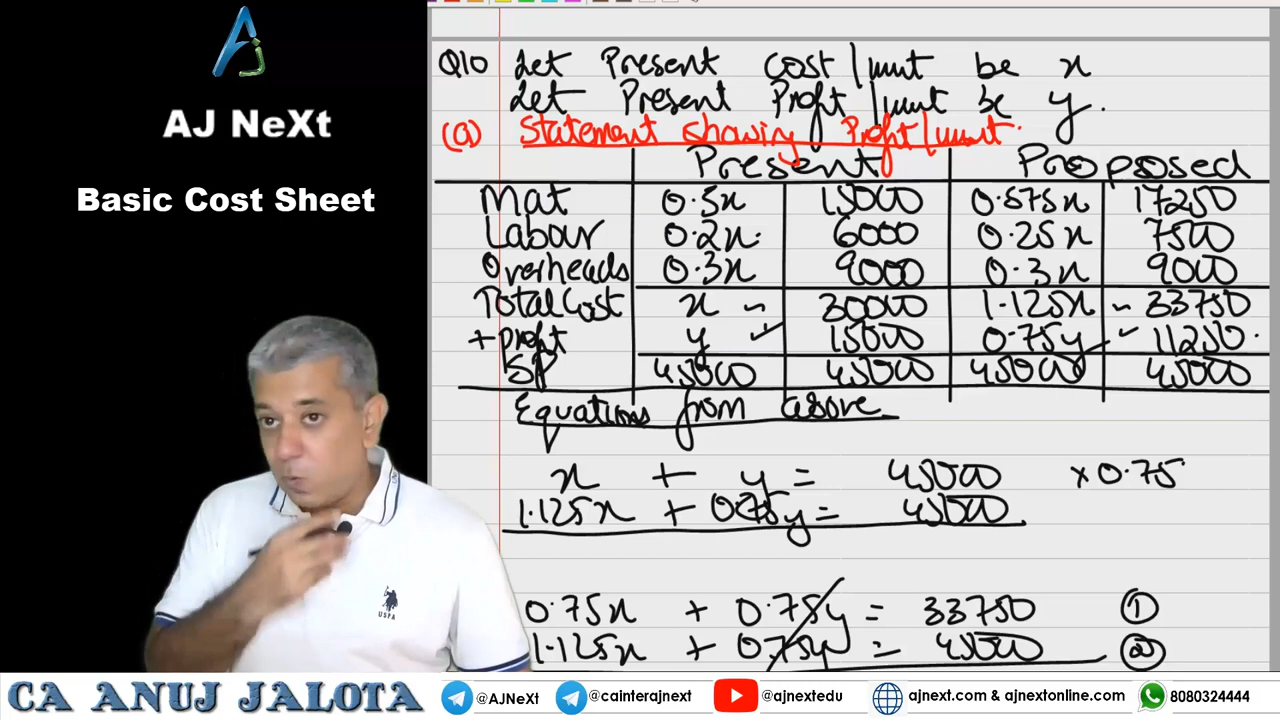 AJ NeXt
Basic Cost Sheet
Q10 Let Present cost/unit be x
Let Present Profit/unit be y.
(a) Statement showing Profit/unit.
Present Proposed
Mat 0.5x 15000 0.575x 17250
Labour 0.2x 6000 0.25x 7500
Overheads 0.3x 9000 0.3x 9000
Total Cost x 30000 1.125x 33750
+ profit y 15000 0.75y 11250
SP 45000 45000 45000 45000
Equations from above
x + y = 45000 ×0.75
1.125x + 0.75y = 45000
0.75x + 0.75y = 33750 ①
1.125x + 0.75y = 45000 ②
CA ANUJ JALOTA @AJNeXt @cainterajnext @ajnextedu ajnext.com & ajnextonline.com 8080324444
USPA